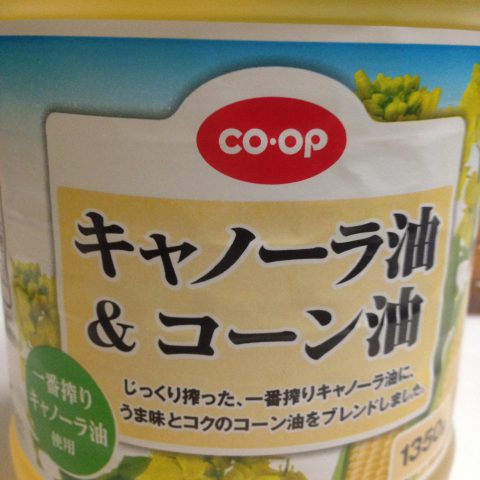 CO・OP
キャノーラ油
&コーン油
じっくり搾った、一番搾りキャノーラ油に、
うま味とコクのコーン油をブレンドしました。
一番搾り
キャノーラ油
使用
1350